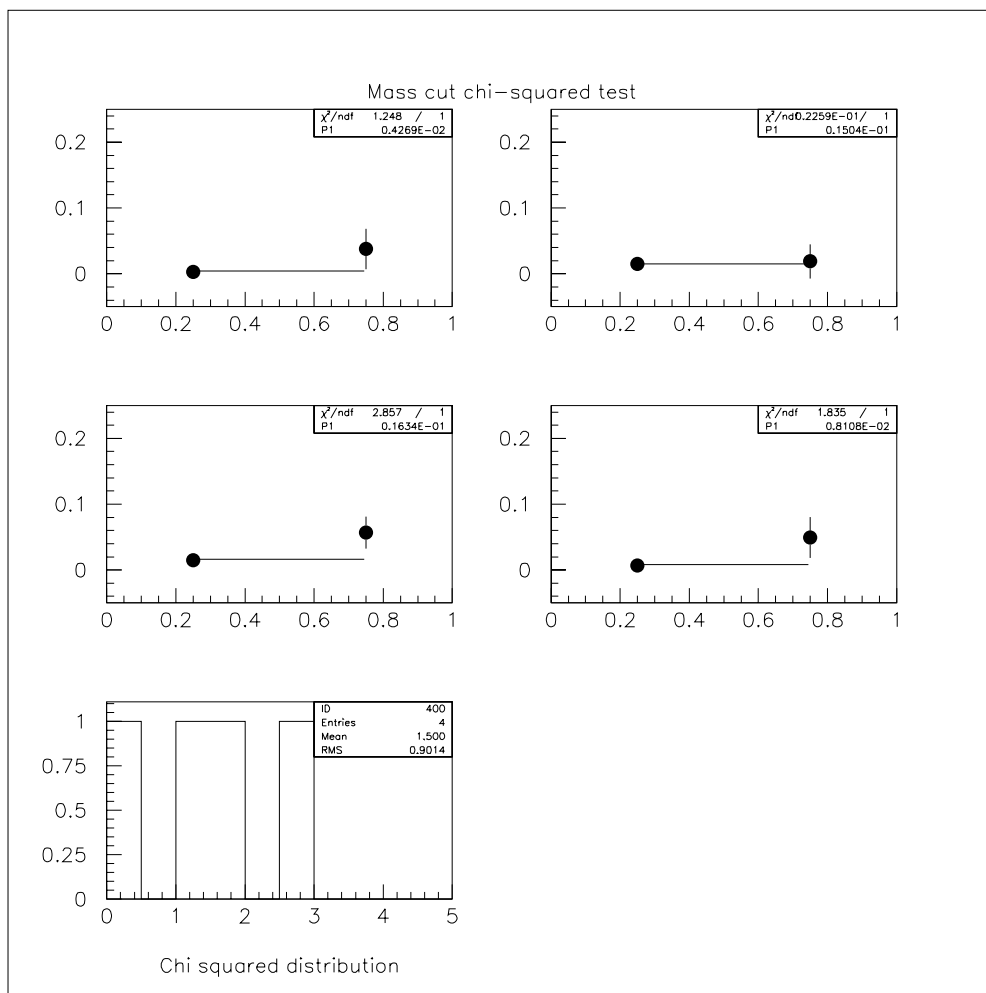 Mass cut chi-squared test
χ²/ndf 1.248 / 1
P1 0.4269E-02
0.2
0.1
0
0 0.2 0.4 0.6 0.8 1
χ²/ndf 0.2259E-01/ 1
P1 0.1504E-01
0.2
0.1
0
0 0.2 0.4 0.6 0.8 1
χ²/ndf 2.857 / 1
P1 0.1634E-01
0.2
0.1
0
0 0.2 0.4 0.6 0.8 1
χ²/ndf 1.835 / 1
P1 0.8108E-02
0.2
0.1
0
0 0.2 0.4 0.6 0.8 1
ID 400
Entries 4
Mean 1.500
RMS 0.9014
1
0.75
0.5
0.25
0
0 1 2 3 4 5
Chi squared distribution